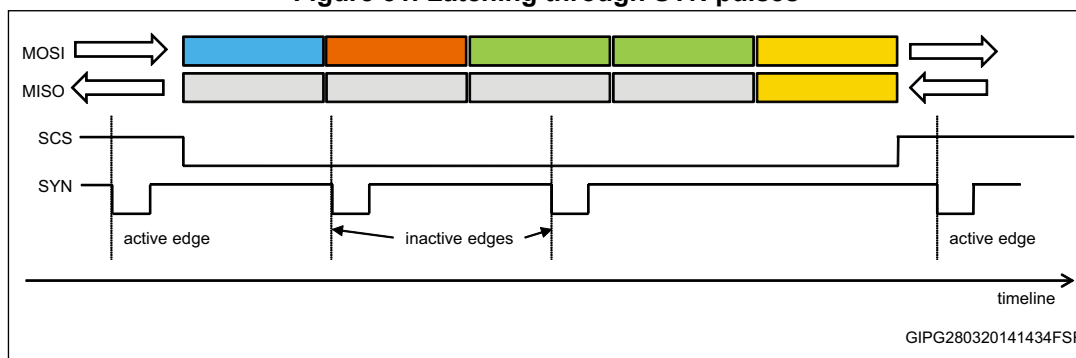 MOSI
MISO
SCS
SYN
active edge
inactive edges
active edge
timeline